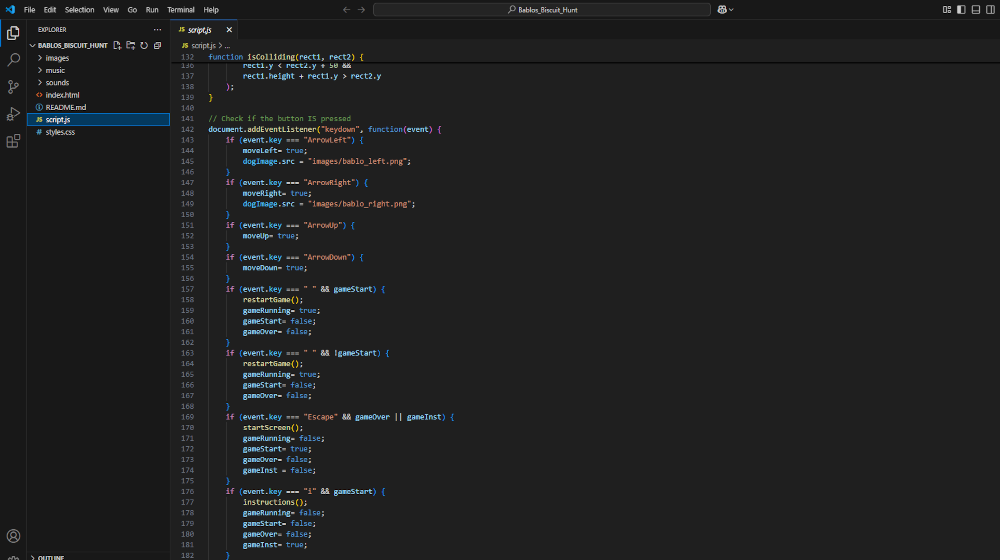 File Edit Selection View Go Run Terminal Help
Bablos_Biscuit_Hunt
EXPLORER
BABLOS_BISCUIT_HUNT
images
music
sounds
index.html
README.md
JS script.js
# styles.css
OUTLINE
JS script.js
JS script.js > ...
132 function isColliding(rect1, rect2) {
136 rect1.y < rect2.y + 50 &&
137 rect1.height + rect1.y > rect2.y
138 );
139 }
140
141 // Check if the button IS pressed
142 document.addEventListener("keydown", function(event) {
143 if (event.key === "ArrowLeft") {
144 moveLeft= true;
145 dogImage.src = "images/bablo_left.png";
146 }
147 if (event.key === "ArrowRight") {
148 moveRight= true;
149 dogImage.src = "images/bablo_right.png";
150 }
151 if (event.key === "ArrowUp") {
152 moveUp= true;
153 }
154 if (event.key === "ArrowDown") {
155 moveDown= true;
156 }
157 if (event.key === " " && gameStart) {
158 restartGame();
159 gameRunning= true;
160 gameStart= false;
161 gameOver= false;
162 }
163 if (event.key === " " && !gameStart) {
164 restartGame();
165 gameRunning= true;
166 gameStart= false;
167 gameOver= false;
168 }
169 if (event.key === "Escape" && gameOver || gameInst) {
170 startScreen();
171 gameRunning= false;
172 gameStart= true;
173 gameOver= false;
174 gameInst = false;
175 }
176 if (event.key === "i" && gameStart) {
177 instructions();
178 gameRunning= false;
179 gameStart= false;
180 gameOver= false;
181 gameInst= true;
182 }